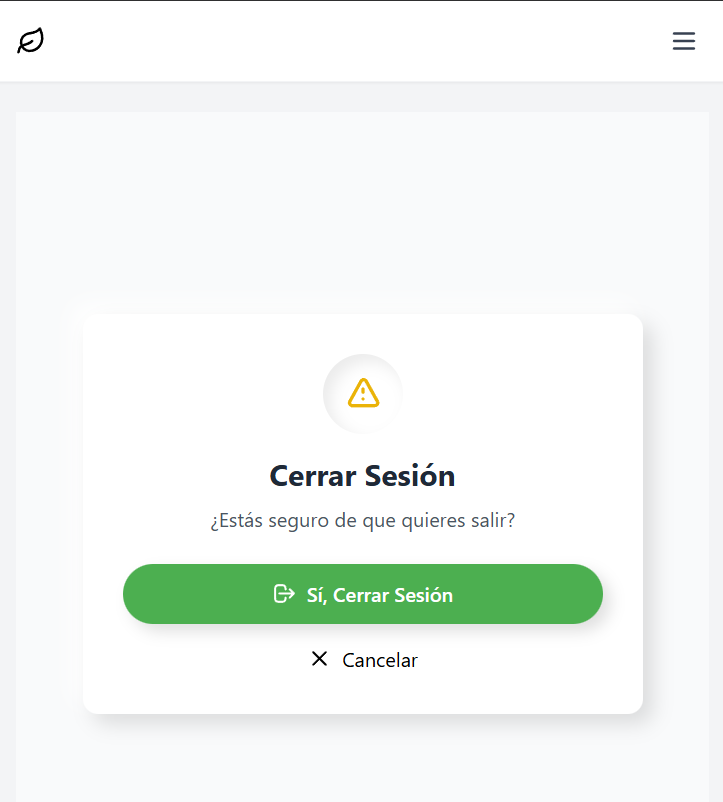 Cerrar Sesión
¿Estás seguro de que quieres salir?
Sí, Cerrar Sesión
Cancelar